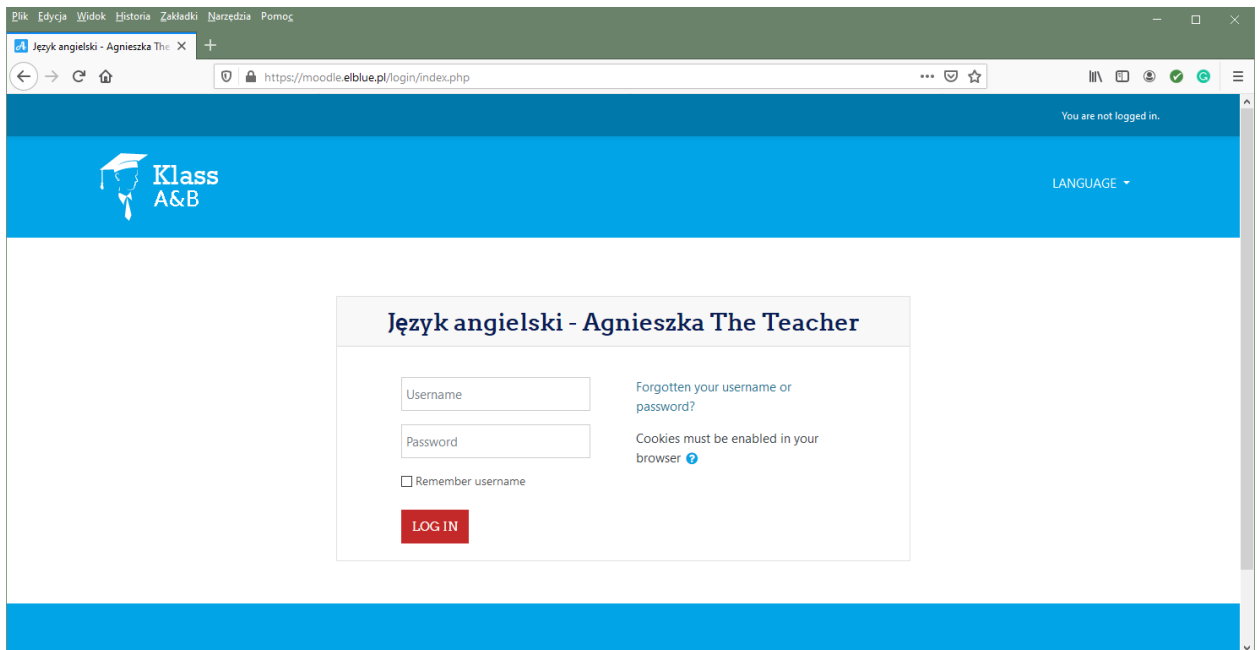 Plik Edycja Widok Historia Zakładki Narzędzia Pomoc
Język angielski - Agnieszka The
https://moodle.elblue.pl/login/index.php
You are not logged in.
Klass
A&B
LANGUAGE
Język angielski - Agnieszka The Teacher
Username
Forgotten your username or
password?
Password
Cookies must be enabled in your
browser
Remember username
LOG IN